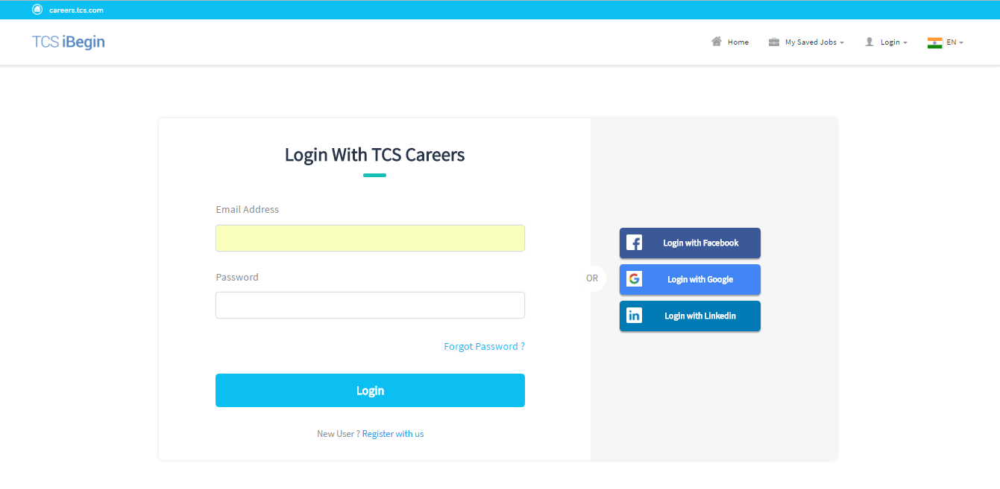 careers.tcs.com
TCS iBegin
Home
My Saved Jobs
Login
EN
Login With TCS Careers
Email Address
Password
Forgot Password ?
Login
New User ? Register with us
OR
Login with Facebook
Login with Google
Login with Linkedin